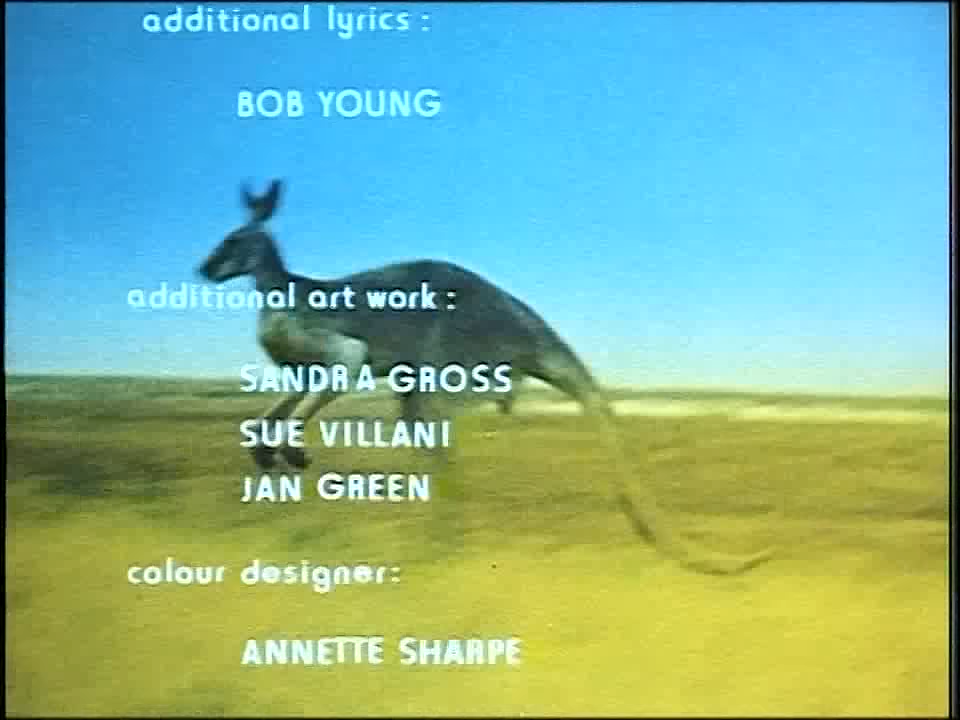 additional lyrics :
BOB YOUNG
additional art work :
SANDRA GROSS
SUE VILLANI
JAN GREEN
colour designer:
ANNETTE SHARPE